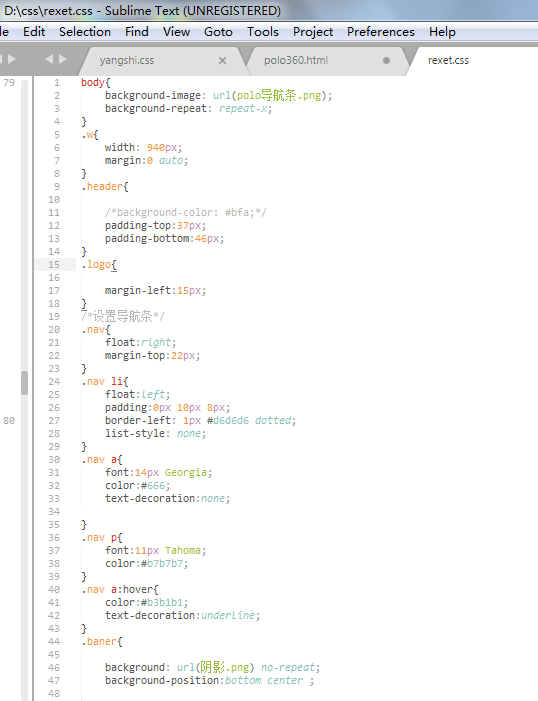 D:\css\rexet.css - Sublime Text (UNREGISTERED)
le Edit Selection Find View Goto Tools Project Preferences Help
yangshi.css × polo360.html rexet.css
79
1 body{
2 background-image: url(polo导航条.png);
3 background-repeat: repeat-x;
4 }
5 .w{
6 width: 940px;
7 margin:0 auto;
8 }
9 .header{
10
11 /*background-color: #bfa;*/
12 padding-top:37px;
13 padding-bottom:46px;
14 }
15 .logo{
16
17 margin-left:15px;
18 }
19 /*设置导航条*/
20 .nav{
21 float:right;
22 margin-top:22px;
23 }
24 .nav li{
25 float:left;
26 padding:0px 10px 8px;
80
27 border-left: 1px #d6d6d6 dotted;
28 list-style: none;
29 }
30 .nav a{
31 font:14px Georgia;
32 color:#666;
33 text-decoration:none;
34
35 }
36 .nav p{
37 font:11px Tahoma;
38 color:#b7b7b7;
39 }
40 .nav a:hover{
41 color:#b3b1b1;
42 text-decoration:underline;
43 }
44 .baner{
45
46 background: url(阴影.png) no-repeat;
47 background-position:bottom center ;
48